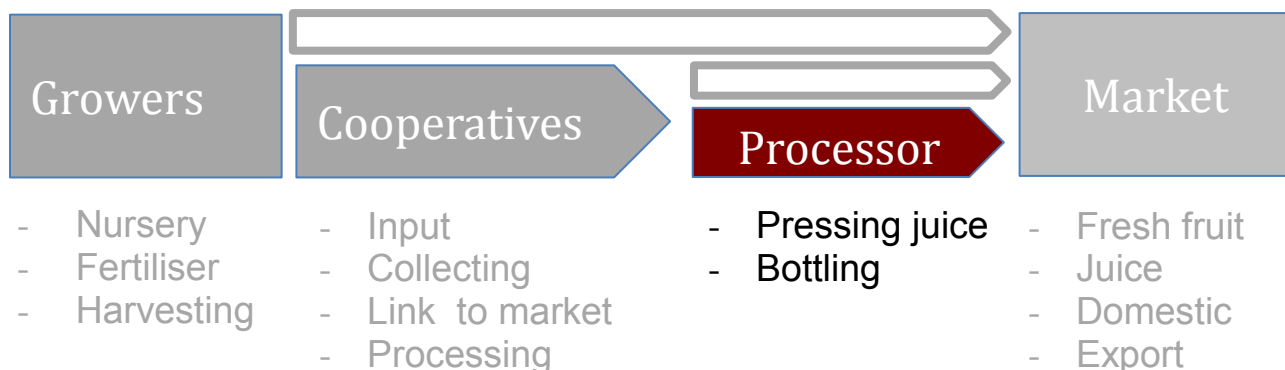 Growers
Cooperatives
Processor
Market
- Nursery
- Fertiliser
- Harvesting
- Input
- Collecting
- Link to market
- Processing
- Pressing juice
- Bottling
- Fresh fruit
- Juice
- Domestic
- Export